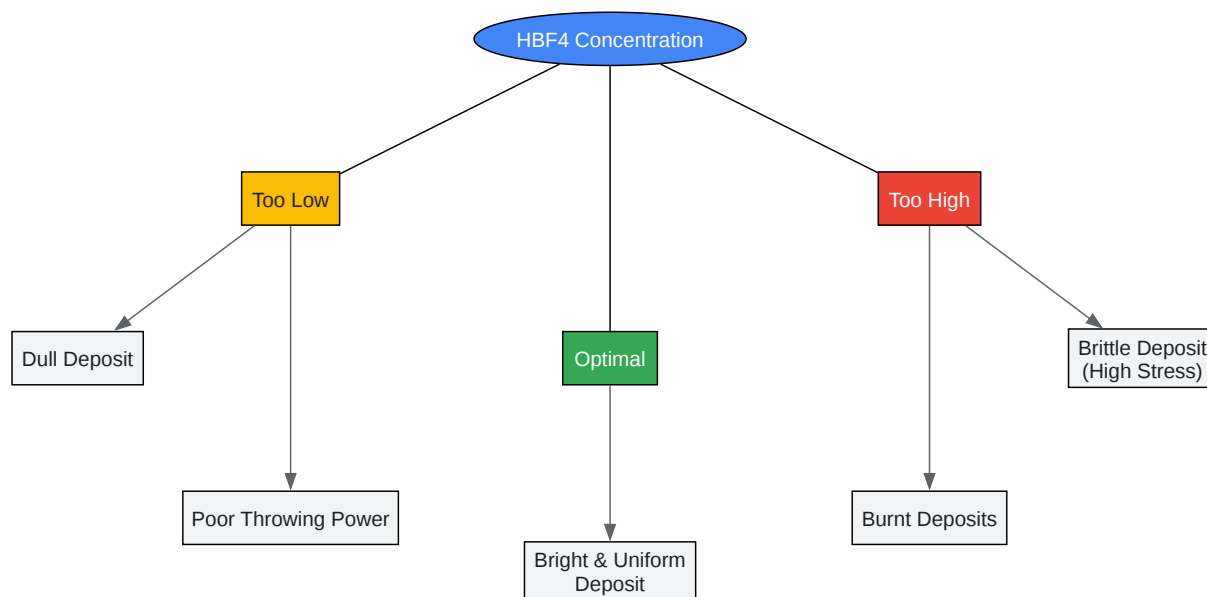 HBF4 Concentration
Too Low
Too High
Dull Deposit
Optimal
Brittle Deposit
(High Stress)
Poor Throwing Power
Burnt Deposits
Bright & Uniform
Deposit